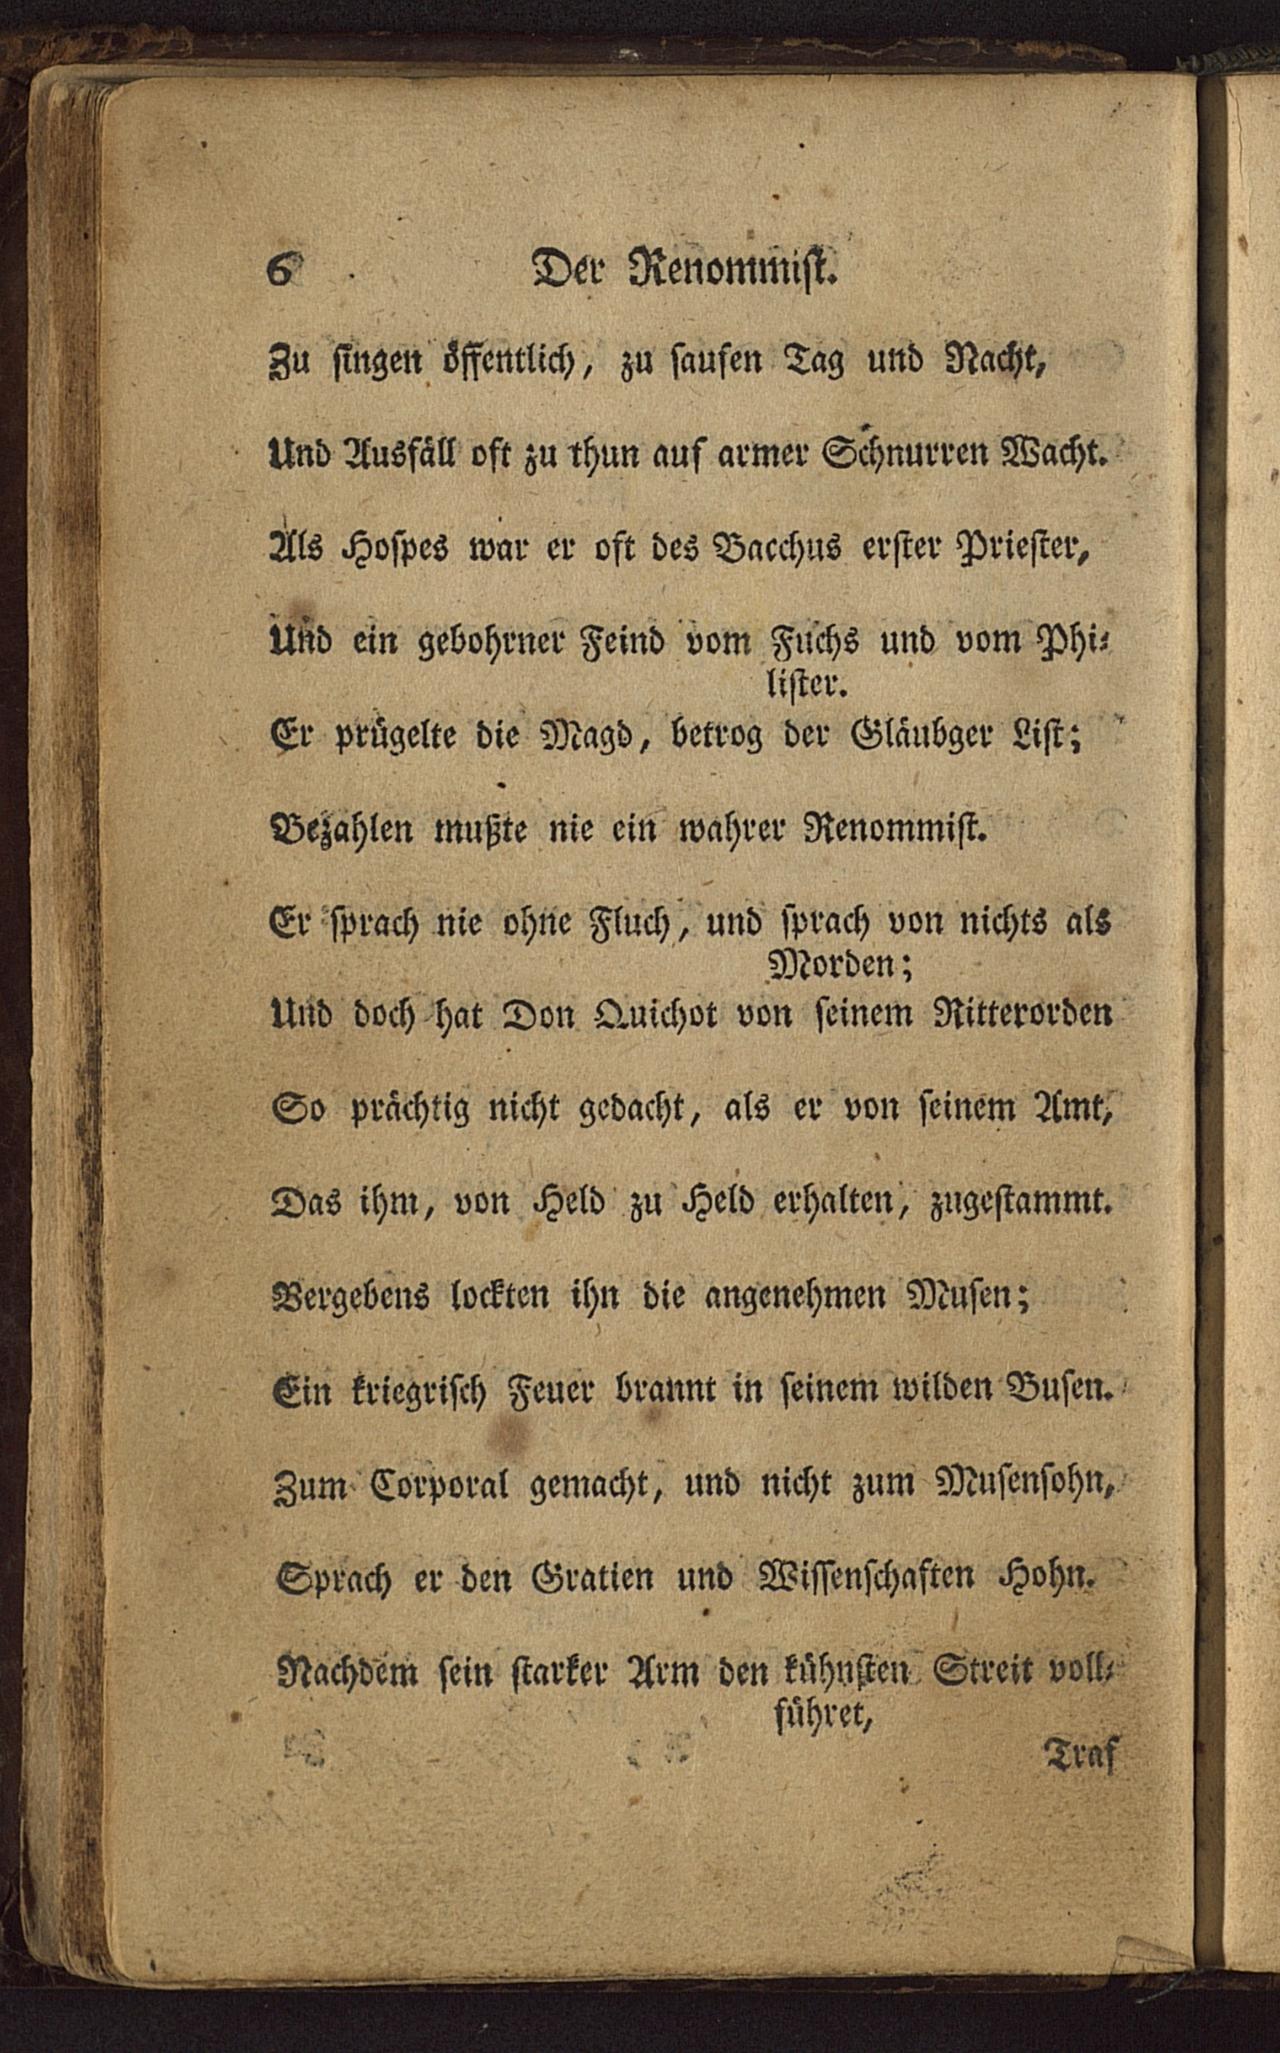 6 Der Renommist.
Zu singen öffentlich, zu saufen Tag und Nacht,
Und Ausfäll oft zu thun auf armer Schnurren Wacht.
Als Hospes war er oft des Bacchus erster Priester,
Und ein gebohrner Feind vom Fuchs und vom Phi-
lister.
Er prügelte die Magd, betrog der Gläubger List;
Bezahlen mußte nie ein wahrer Renommist.
Er sprach nie ohne Fluch, und sprach von nichts als
Morden;
Und doch hat Don Quichot von seinem Ritterorden
So prächtig nicht gedacht, als er von seinem Amt,
Das ihm, von Held zu Held erhalten, zugestammt.
Vergebens lockten ihn die angenehmen Musen;
Ein kriegrisch Feuer brannt in seinem wilden Busen.
Zum Corporal gemacht, und nicht zum Musensohn,
Sprach er den Gratien und Wissenschaften Hohn.
Nachdem sein starker Arm den kühnsten Streit voll-
führet,
Traf